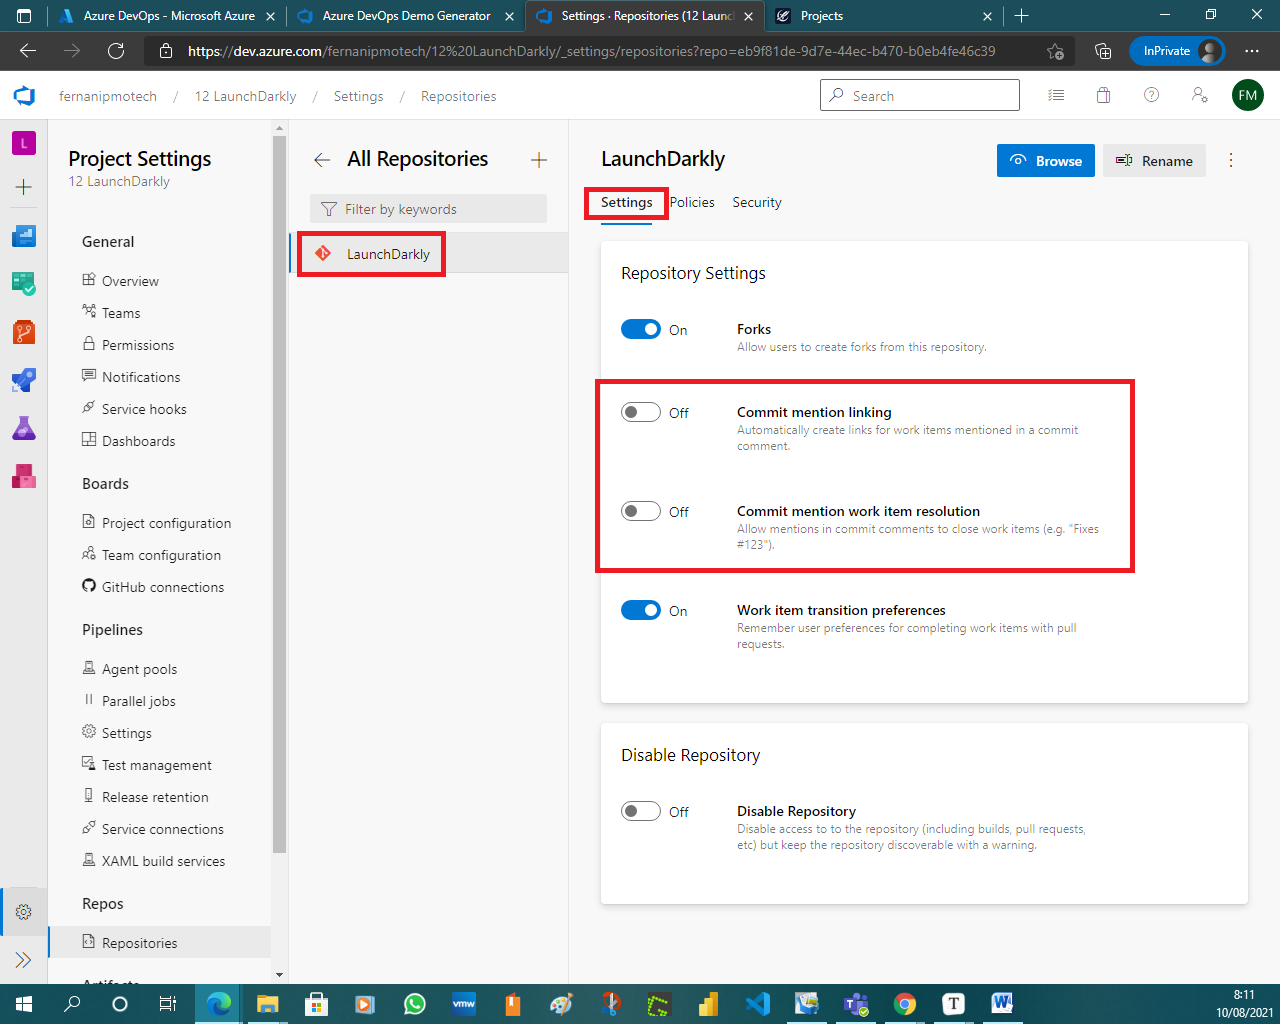 Azure DevOps - Microsoft Azure
Azure DevOps Demo Generator
Settings · Repositories (12 Launch
Projects
https://dev.azure.com/fernanipmotech/12%20LaunchDarkly/_settings/repositories?repo=eb9f81de-9d7e-44ec-b470-b0eb4fe46c39
InPrivate
fernanipmotech / 12 LaunchDarkly / Settings / Repositories
Search
FM
L
Project Settings
12 LaunchDarkly
General
Overview
Teams
Permissions
Notifications
Service hooks
Dashboards
Boards
Project configuration
Team configuration
GitHub connections
Pipelines
Agent pools
Parallel jobs
Settings
Test management
Release retention
Service connections
XAML build services
Repos
Repositories
Artifacts
All Repositories
Filter by keywords
LaunchDarkly
LaunchDarkly
Browse
Rename
Settings
Policies
Security
Repository Settings
On
Forks
Allow users to create forks from this repository.
Off
Commit mention linking
Automatically create links for work items mentioned in a commit
comment.
Off
Commit mention work item resolution
Allow mentions in commit comments to close work items (e.g. "Fixes
#123").
On
Work item transition preferences
Remember user preferences for completing work items with pull
requests.
Disable Repository
Off
Disable Repository
Disable access to to the repository (including builds, pull requests,
etc) but keep the repository discoverable with a warning.
vmw
T
W
8:11
10/08/2021